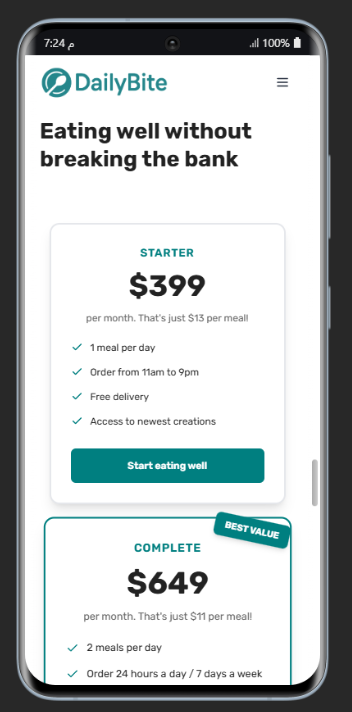 7:24 م
100%
DailyBite
Eating well without
breaking the bank
STARTER
$399
per month. That's just $13 per meal!
1 meal per day
Order from 11am to 9pm
Free delivery
Access to newest creations
Start eating well
BEST VALUE
COMPLETE
$649
per month. That's just $11 per meal!
2 meals per day
Order 24 hours a day / 7 days a week